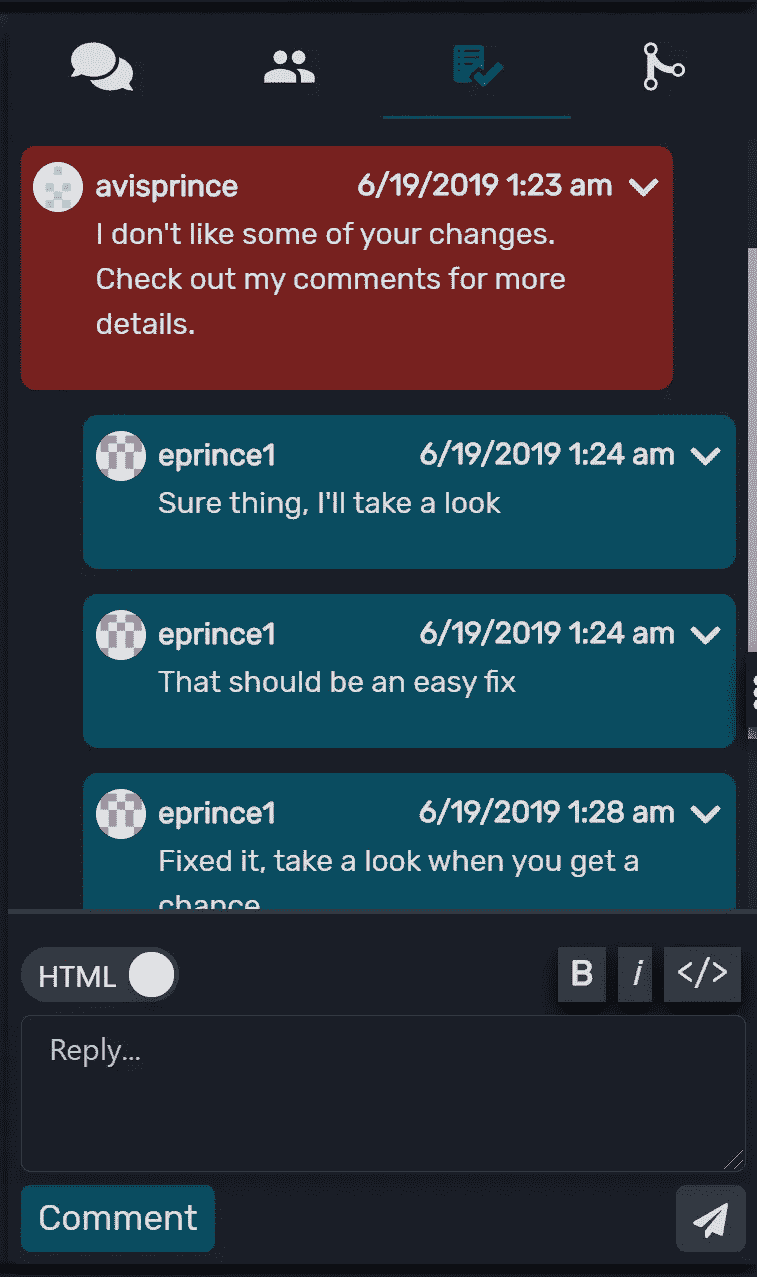 avisprince 6/19/2019 1:23 am
I don't like some of your changes.
Check out my comments for more
details.
eprince1 6/19/2019 1:24 am
Sure thing, I'll take a look
eprince1 6/19/2019 1:24 am
That should be an easy fix
eprince1 6/19/2019 1:28 am
Fixed it, take a look when you get a
chance
HTML B i </>
Reply...
Comment